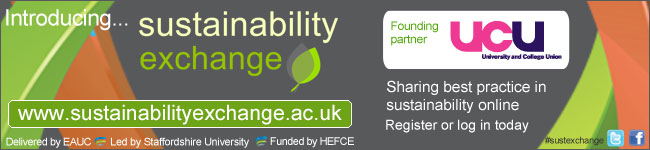 Introducing...
sustainability
exchange
www.sustainabilityexchange.ac.uk
Delivered by EAUC Led by Staffordshire University Funded by HEFCE
Founding
partner
UCU
University and College Union
Sharing best practice in
sustainability online
Register or log in today
#sustexchange